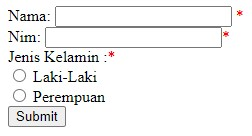 Nama: *
Nim: *
Jenis Kelamin :*
Laki-Laki
Perempuan
Submit